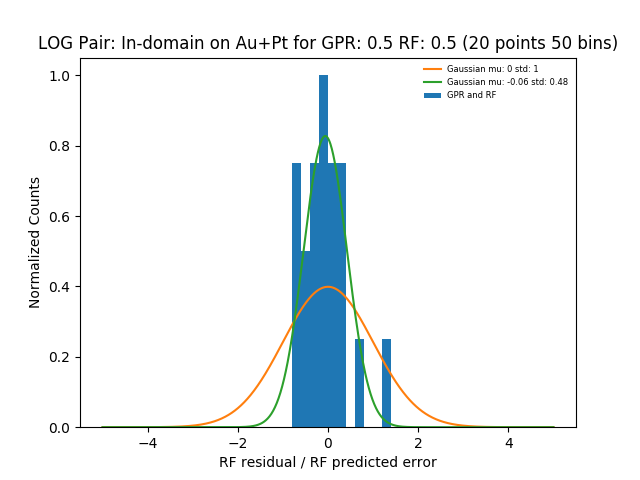 LOG Pair: In-domain on Au+Pt for GPR: 0.5 RF: 0.5 (20 points 50 bins)
Gaussian mu: 0 std: 1
Gaussian mu: -0.06 std: 0.48
GPR and RF
Normalized Counts
1.0
0.8
0.6
0.4
0.2
0.0
−4
−2
0
2
4
RF residual / RF predicted error